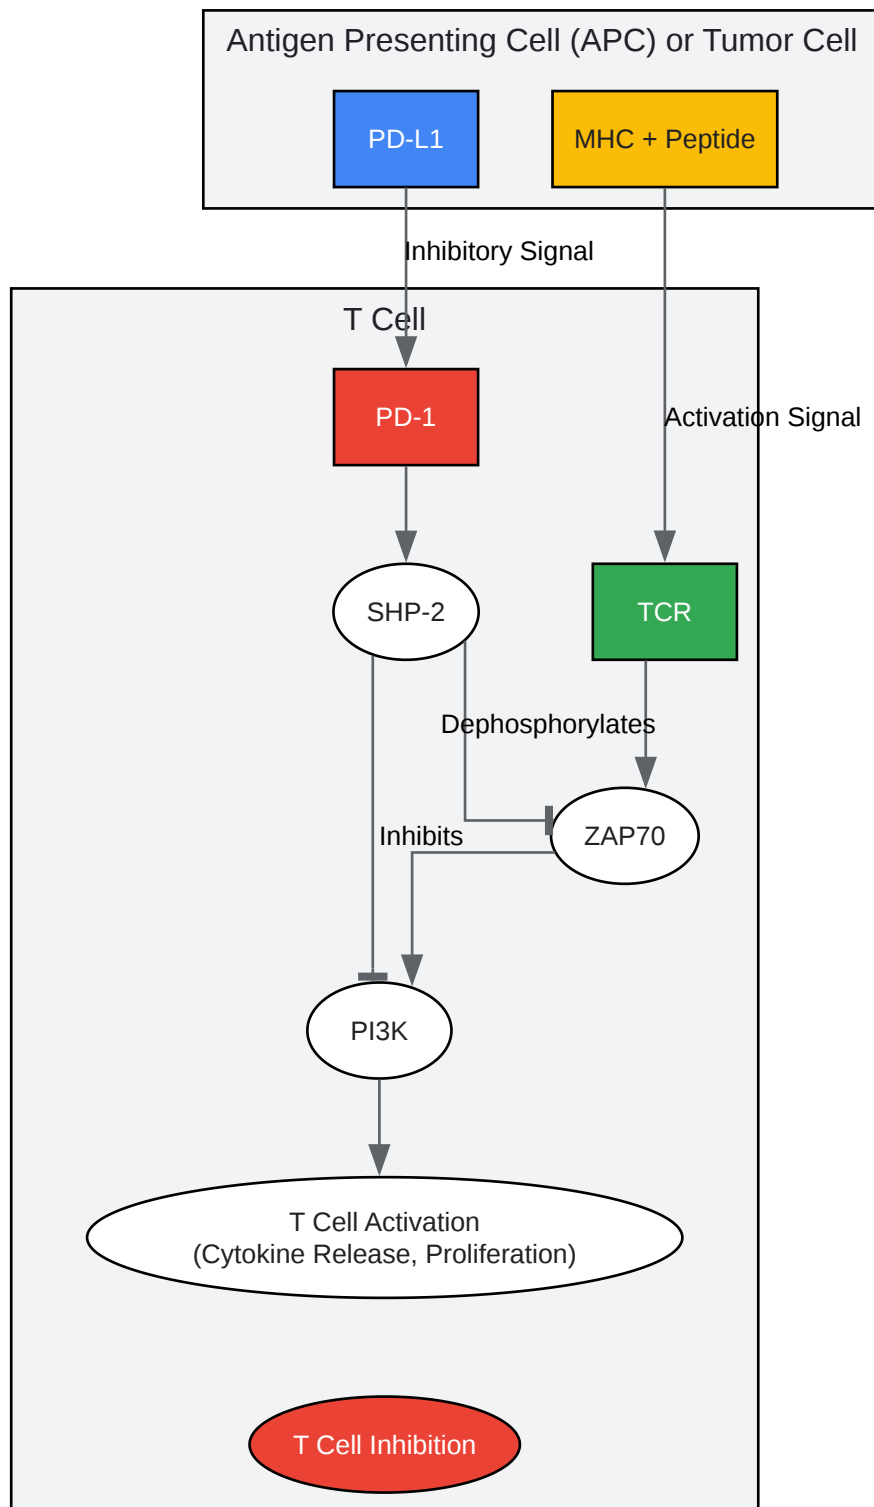 Antigen Presenting Cell (APC) or Tumor Cell
PD-L1
MHC + Peptide
Inhibitory Signal
T Cell
PD-1
Activation Signal
SHP-2
TCR
Dephosphorylates
Inhibits
ZAP70
PI3K
T Cell Activation
(Cytokine Release, Proliferation)
T Cell Inhibition